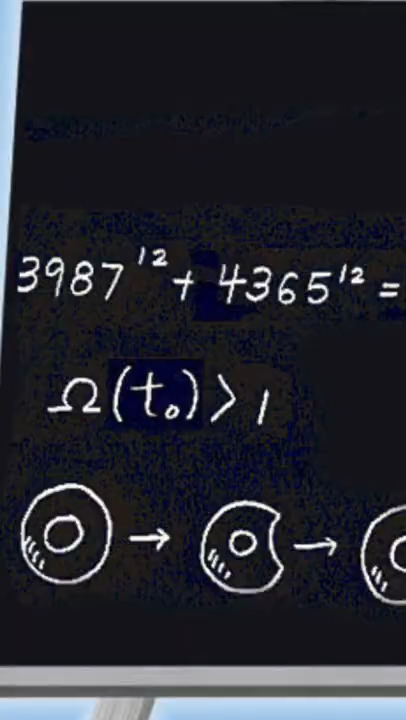 3987¹² + 4365¹² =
Ω(t₀) > 1